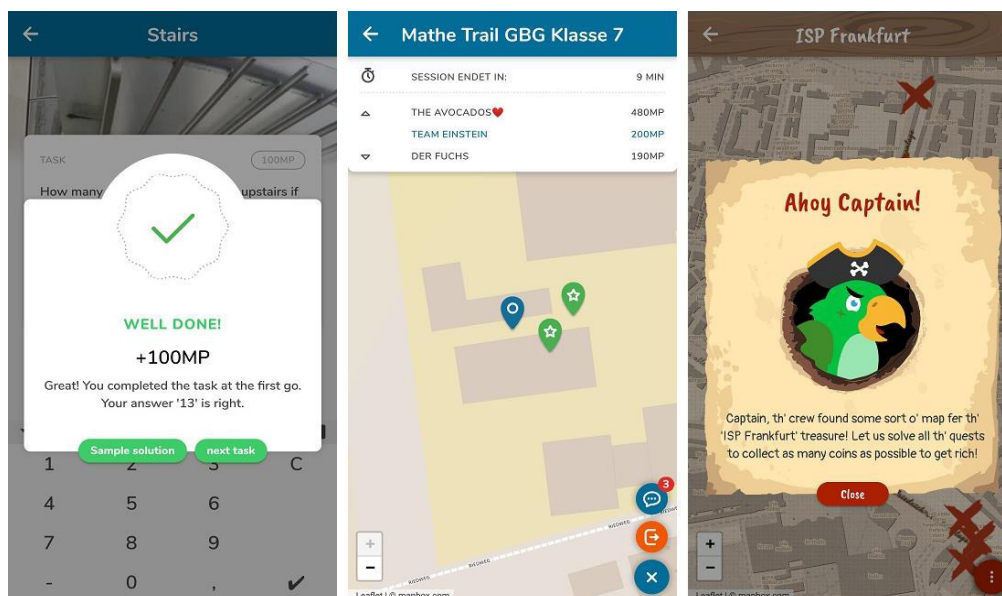 Stairs
TASK
100MP
How many
upstairs if
WELL DONE!
+100MP
Great! You completed the task at the first go.
Your answer '13' is right.
Sample solution
next task
1
2
3
C
4
5
6
7
8
9
-
0
,
Mathe Trail GBG Klasse 7
SESSION ENDET IN:
9 MIN
THE AVOCADOS❤
480MP
TEAM EINSTEIN
200MP
DER FUCHS
190MP
3
RIEDWEG
RIEDWEG
+
-
Leaflet | © mapbox.com
ISP Frankfurt
Ahoy Captain!
Captain, th' crew found some sort o' map fer th'
'ISP Frankfurt' treasure! Let us solve all th' quests
to collect as many coins as possible to get rich!
Close
+
-
Leaflet | © mapbox.com